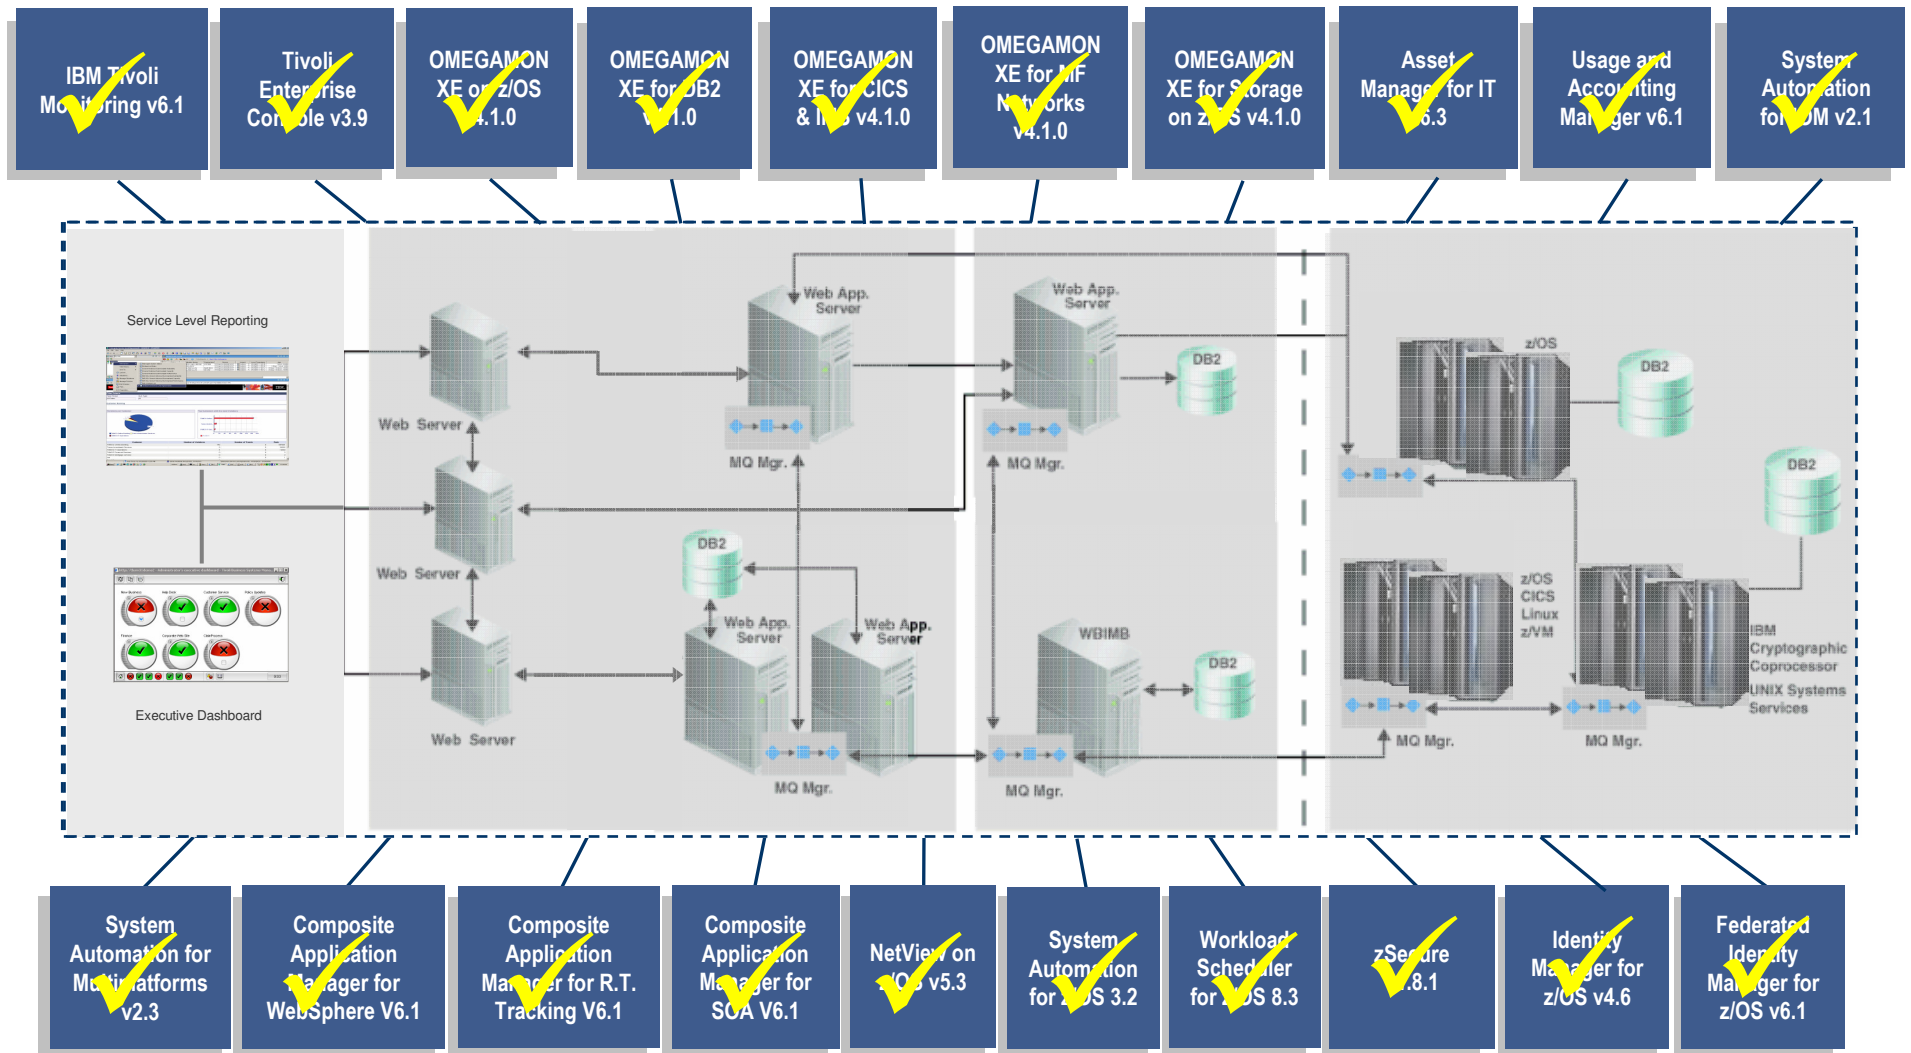 IBM Tivoli
Monitoring v6.1
Tivoli
Enterprise
Console v3.9
OMEGAMON
XE on z/OS
v4.1.0
OMEGAMON
XE for DB2
v4.1.0
OMEGAMON
XE for CICS
& IMS v4.1.0
OMEGAMON
XE for MF
Networks
v4.1.0
OMEGAMON
XE for Storage
on z/OS v4.1.0
Asset
Manager for IT
6.3
Usage and
Accounting
Manager v6.1
System
Automation
for v2.1
Service Level Reporting
Executive Dashboard
Web Server
Web Server
Web Server
Web App.
Server
MQ Mgr.
DB2
Web App.
Server
Web App.
Server
MQ Mgr.
Web App.
Server
DB2
MQ Mgr.
WBIMB
DB2
MQ Mgr.
z/OS
DB2
DB2
z/OS
CICS
Linux
z/VM
MQ Mgr.
IBM
Cryptographic
Coprocessor
UNIX Systems
Services
MQ Mgr.
System
Automation for
Multiplatforms
v2.3
Composite
Application
Manager for
WebSphere V6.1
Composite
Application
Manager for R.T.
Tracking V6.1
Composite
Application
Manager for
SOA V6.1
NetView on
z/OS v5.3
System
Automation
for z/OS 3.2
Workload
Scheduler
for z/OS 8.3
zSecure
1.8.1
Identity
Manager for
z/OS v4.6
Federated
Identity
Manager for
z/OS v6.1